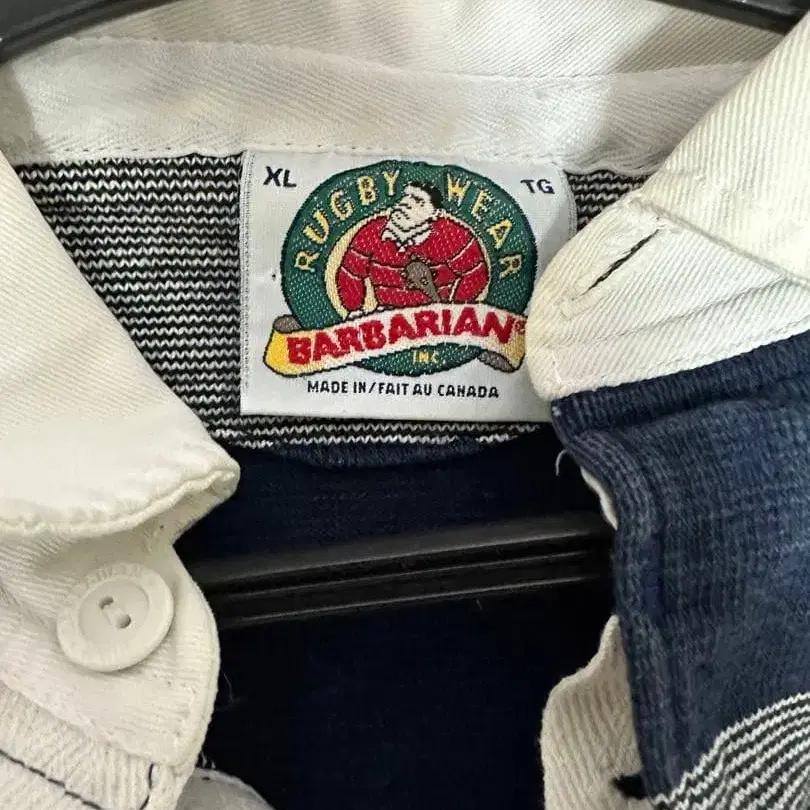 XL
TG
RUGBY WEAR
BARBARIAN®
INC
MADE IN/FAIT AU CANADA